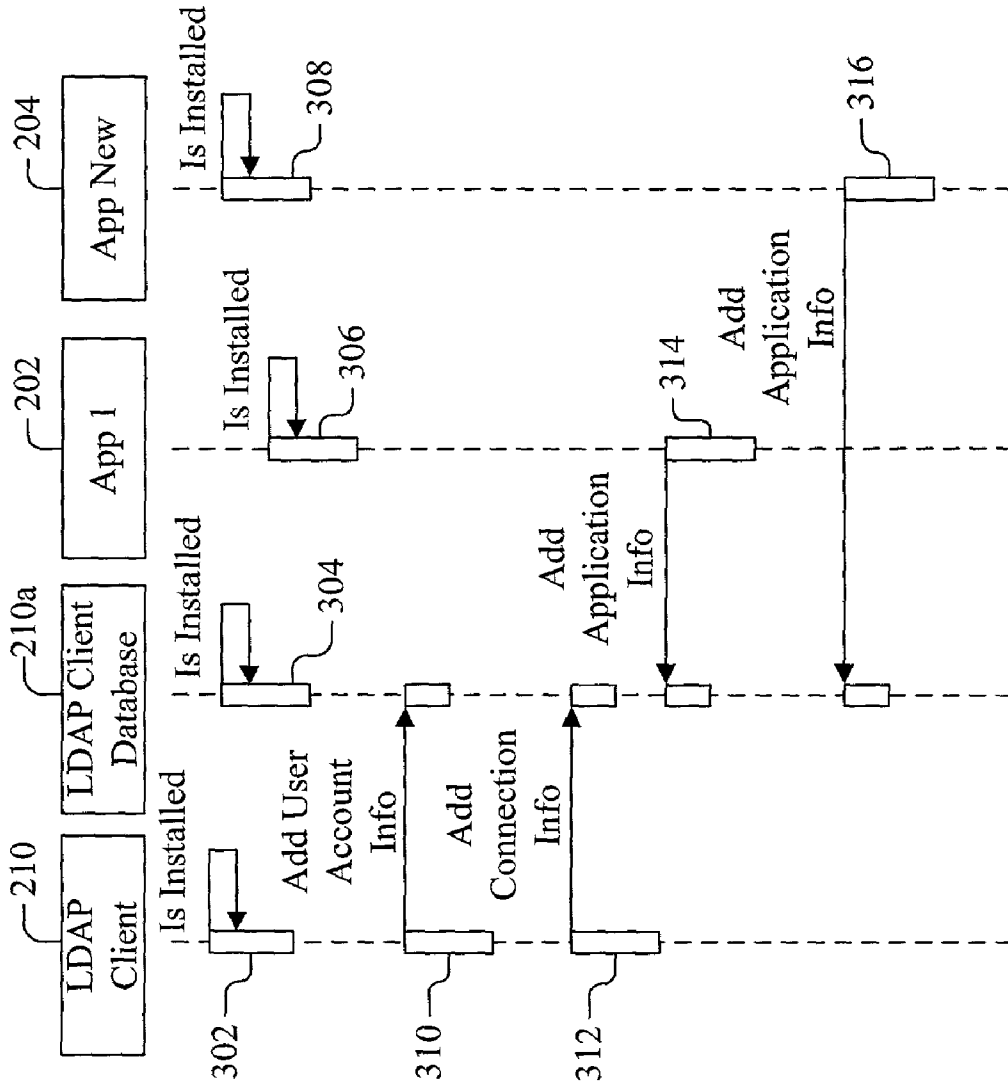 210
210a
202
204
LDAP
Client
LDAP Client
Database
App 1
App New
Is Installed
Is Installed
Is Installed
Is Installed
302
304
306
308
Add User
Account
Info
310
Add
Connection
Info
312
Add
Application
Info
314
Add
Application
Info
316